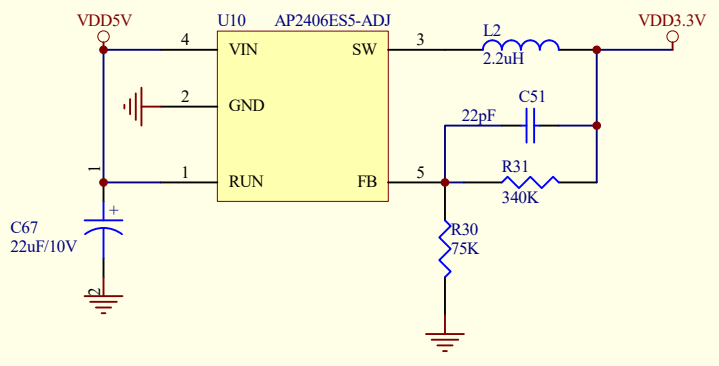 VDD5V
U10 AP2406ES5-ADJ
VDD3.3V
4 VIN SW 3
L2
2.2uH
2 GND
C51
22pF
1
1 RUN FB 5
R31
340K
C67
22uF/10V
+
2
R30
75K